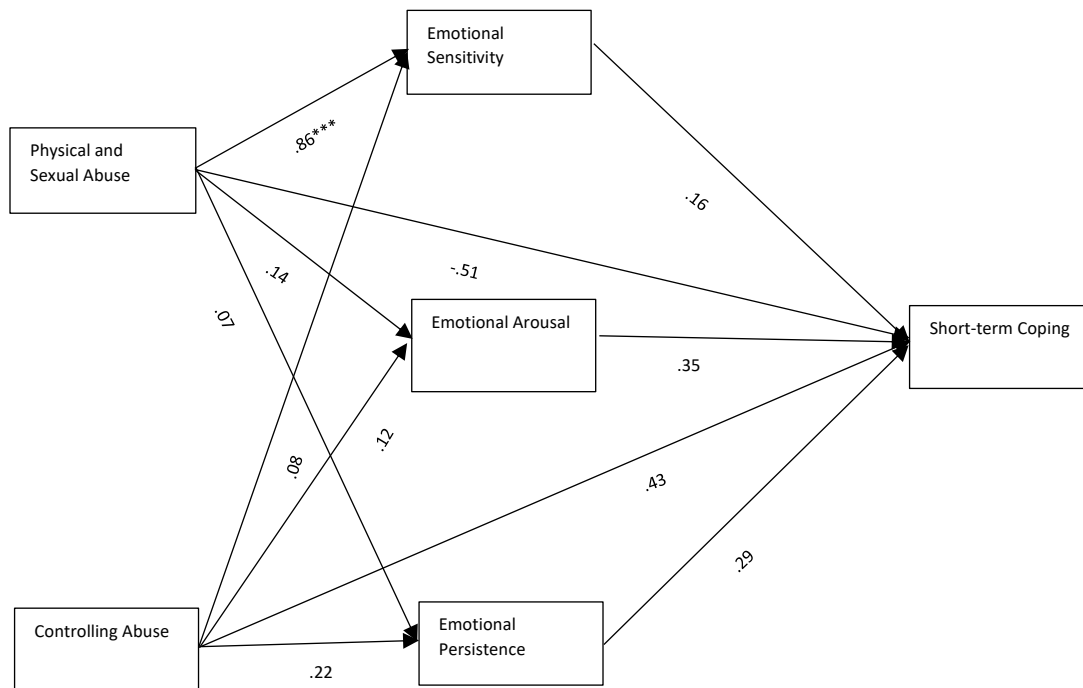 Emotional
Sensitivity
.86***
Physical and
Sexual Abuse
.16
-.51
.14
.07
Emotional Arousal
Short-term Coping
.35
.12
.08
.43
.29
Controlling Abuse
Emotional
Persistence
.22